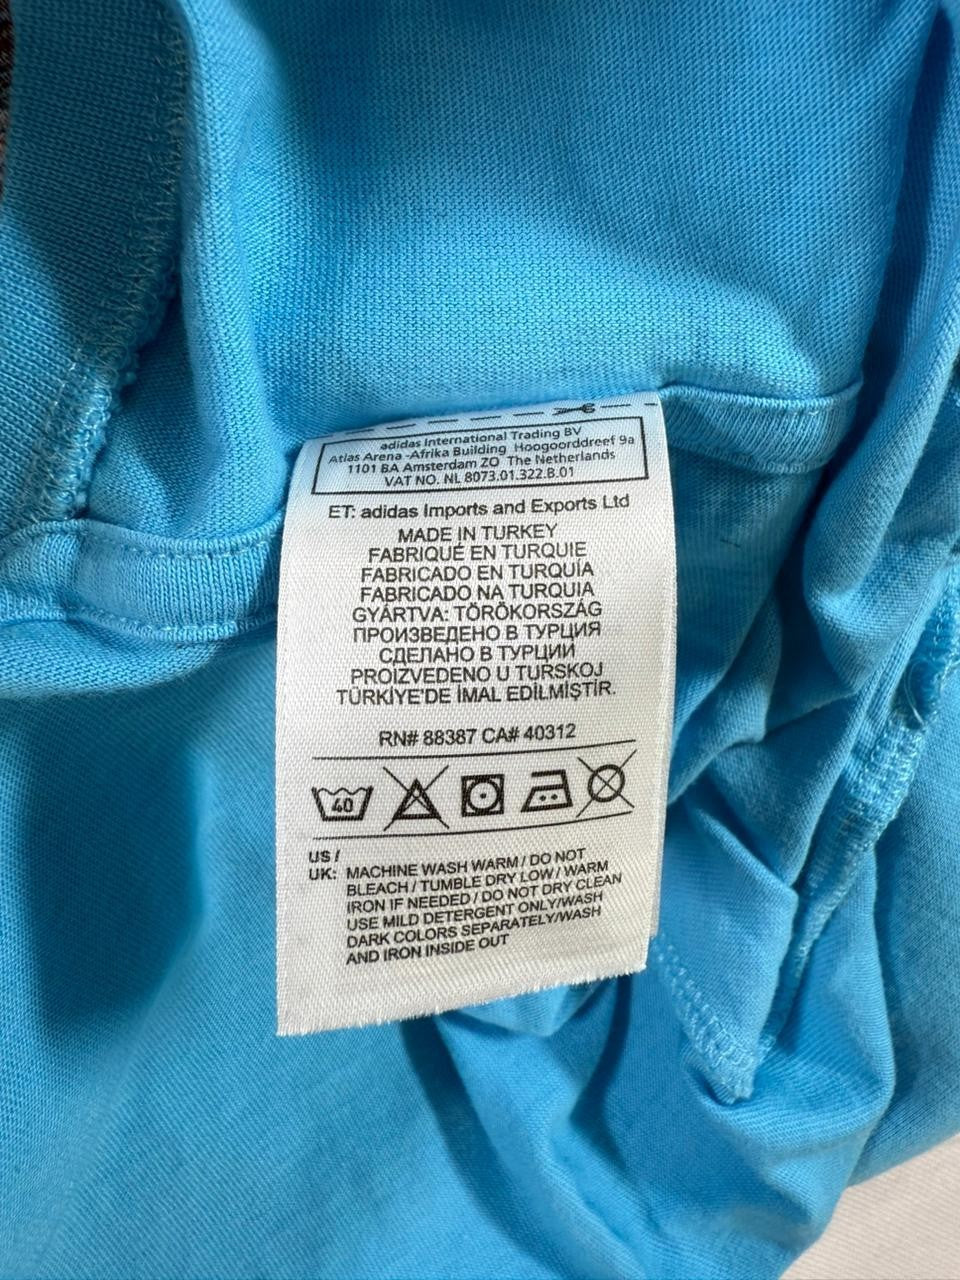 adidas International Trading BV
Atlas Arena -Afrika Building Hoogoorddreef 9a
1101 BA Amsterdam ZO The Netherlands
VAT NO. NL 8073.01.322.B.01
ET: adidas Imports and Exports Ltd
MADE IN TURKEY
FABRIQUÉ EN TURQUIE
FABRICADO EN TURQUÍA
FABRICADO NA TURQUIA
GYÁRTVA: TÖRÖKORSZÁG
ПРОИЗВЕДЕНО В ТУРЦИЯ
СДЕЛАНО В ТУРЦИИ
PROIZVEDENO U TURSKOJ
TÜRKİYE'DE İMAL EDİLMİŞTİR.
RN# 88387 CA# 40312
40
US /
UK: MACHINE WASH WARM / DO NOT
BLEACH / TUMBLE DRY LOW / WARM
IRON IF NEEDED / DO NOT DRY CLEAN
USE MILD DETERGENT ONLY/WASH
DARK COLORS SEPARATELY/WASH
AND IRON INSIDE OUT